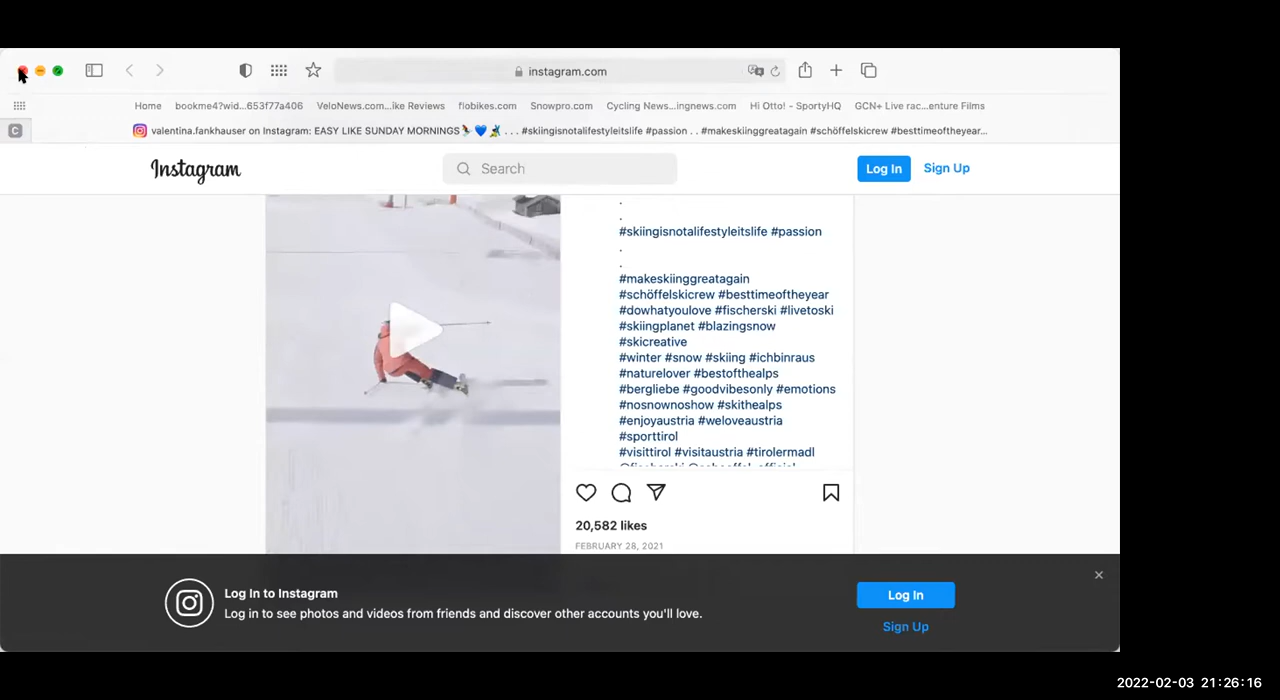 instagram.com
Home bookme4?wid...653f77a406 VeloNews.com...ike Reviews flobikes.com Snowpro.com Cycling News...ingnews.com Hi Otto! - SportyHQ GCN+ Live rac...enture Films
C
valentina.fankhauser on Instagram: EASY LIKE SUNDAY MORNINGS⛷💙 . . . #skiingisnotalifestyleitslife #passion . . #makeskiinggreatagain #schöffelskicrew #besttimeoftheyear...
Instagram
Search
Log In
Sign Up
.
.
#skiingisnotalifestyleitslife #passion
.
.
#makeskiinggreatagain
#schöffelskicrew #besttimeoftheyear
#dowhatyoulove #fischerski #livetoski
#skiingplanet #blazingsnow
#skicreative
#winter #snow #skiing #ichbinraus
#naturelover #bestofthealps
#bergliebe #goodvibesonly #emotions
#nosnownoshow #skithealps
#enjoyaustria #weloveaustria
#sporttirol
#visittirol #visitaustria #tirolermadl
20,582 likes
FEBRUARY 28, 2021
Log In to Instagram
Log in to see photos and videos from friends and discover other accounts you'll love.
Log In
Sign Up
2022-02-03 21:26:16